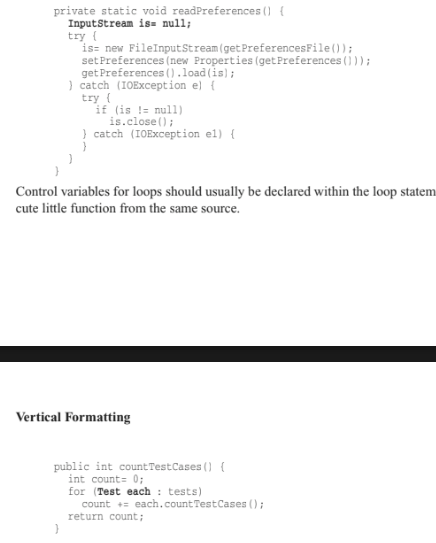 private static void readPreferences() {
InputStream is= null;
try {
is= new FileInputStream(getPreferencesFile());
setPreferences(new Properties(getPreferences()));
getPreferences().load(is);
} catch (IOException e) {
try {
if (is != null)
is.close();
} catch (IOException e1) {
}
}
}
Control variables for loops should usually be declared within the loop statem
cute little function from the same source.
Vertical Formatting
public int countTestCases() {
int count= 0;
for (Test each : tests)
count += each.countTestCases();
return count;
}